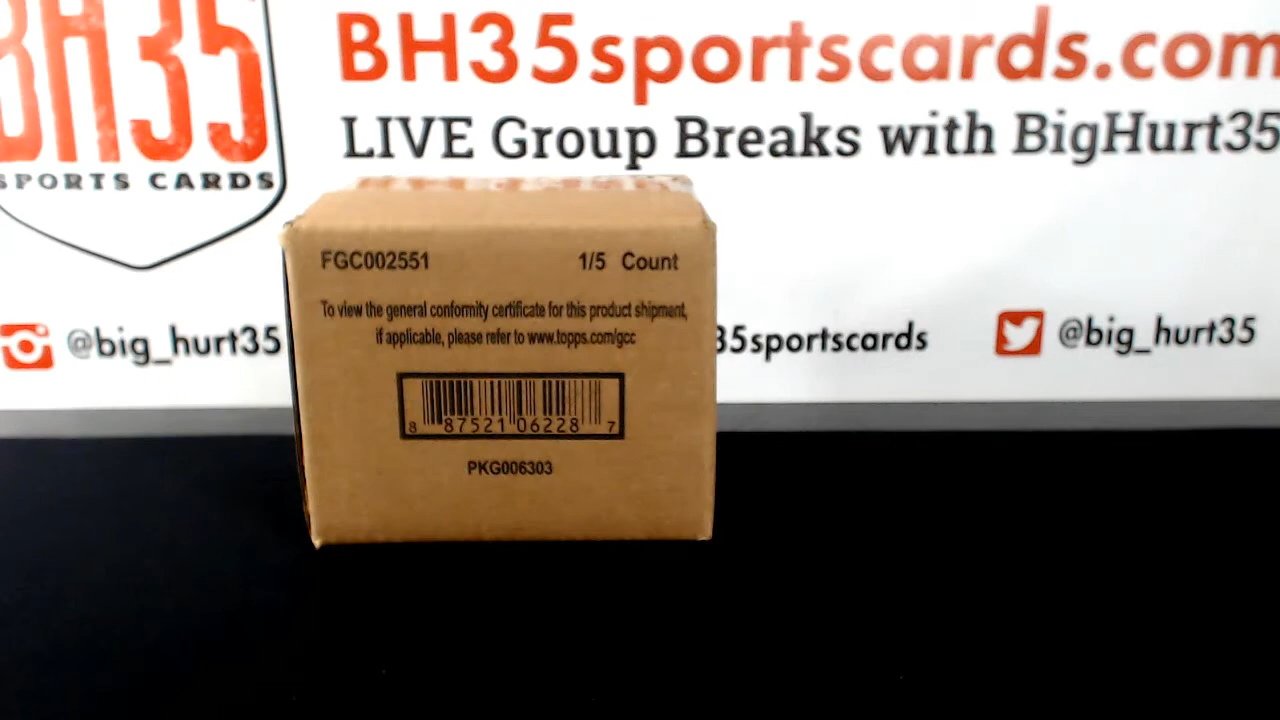 BH35
SPORTS CARDS
BH35sportscards.com
LIVE Group Breaks with BigHurt35
FGC002551 1/5 Count
To view the general conformity certificate for this product shipment,
if applicable, please refer to www.topps.com/gcc
@big_hurt35
35sportscards
@big_hurt35
8 87521 06228 7
PKG006303